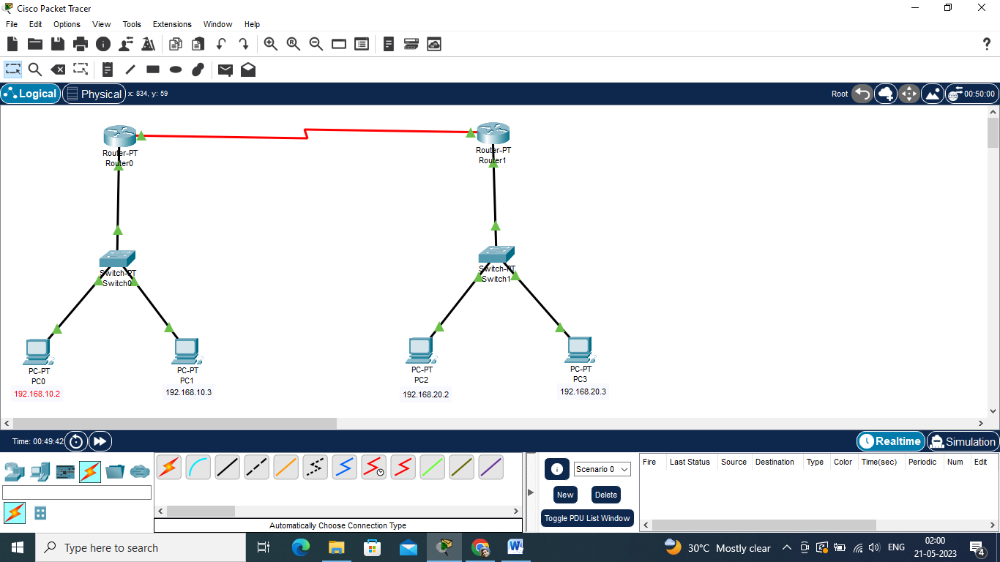 Cisco Packet Tracer
File Edit Options View Tools Extensions Window Help
?
Logical Physical x: 834, y: 59 Root 00:50:00
Router-PT
Router0
Router-PT
Router1
Switch-PT
Switch0
Switch-PT
Switch1
PC-PT
PC0
192.168.10.2
PC-PT
PC1
192.168.10.3
PC-PT
PC2
192.168.20.2
PC-PT
PC3
192.168.20.3
Time: 00:49:42 Realtime Simulation
Scenario 0
New Delete
Toggle PDU List Window
Fire Last Status Source Destination Type Color Time(sec) Periodic Num Edit
Automatically Choose Connection Type
Type here to search
30°C Mostly clear ENG
02:00
21-05-2023
4